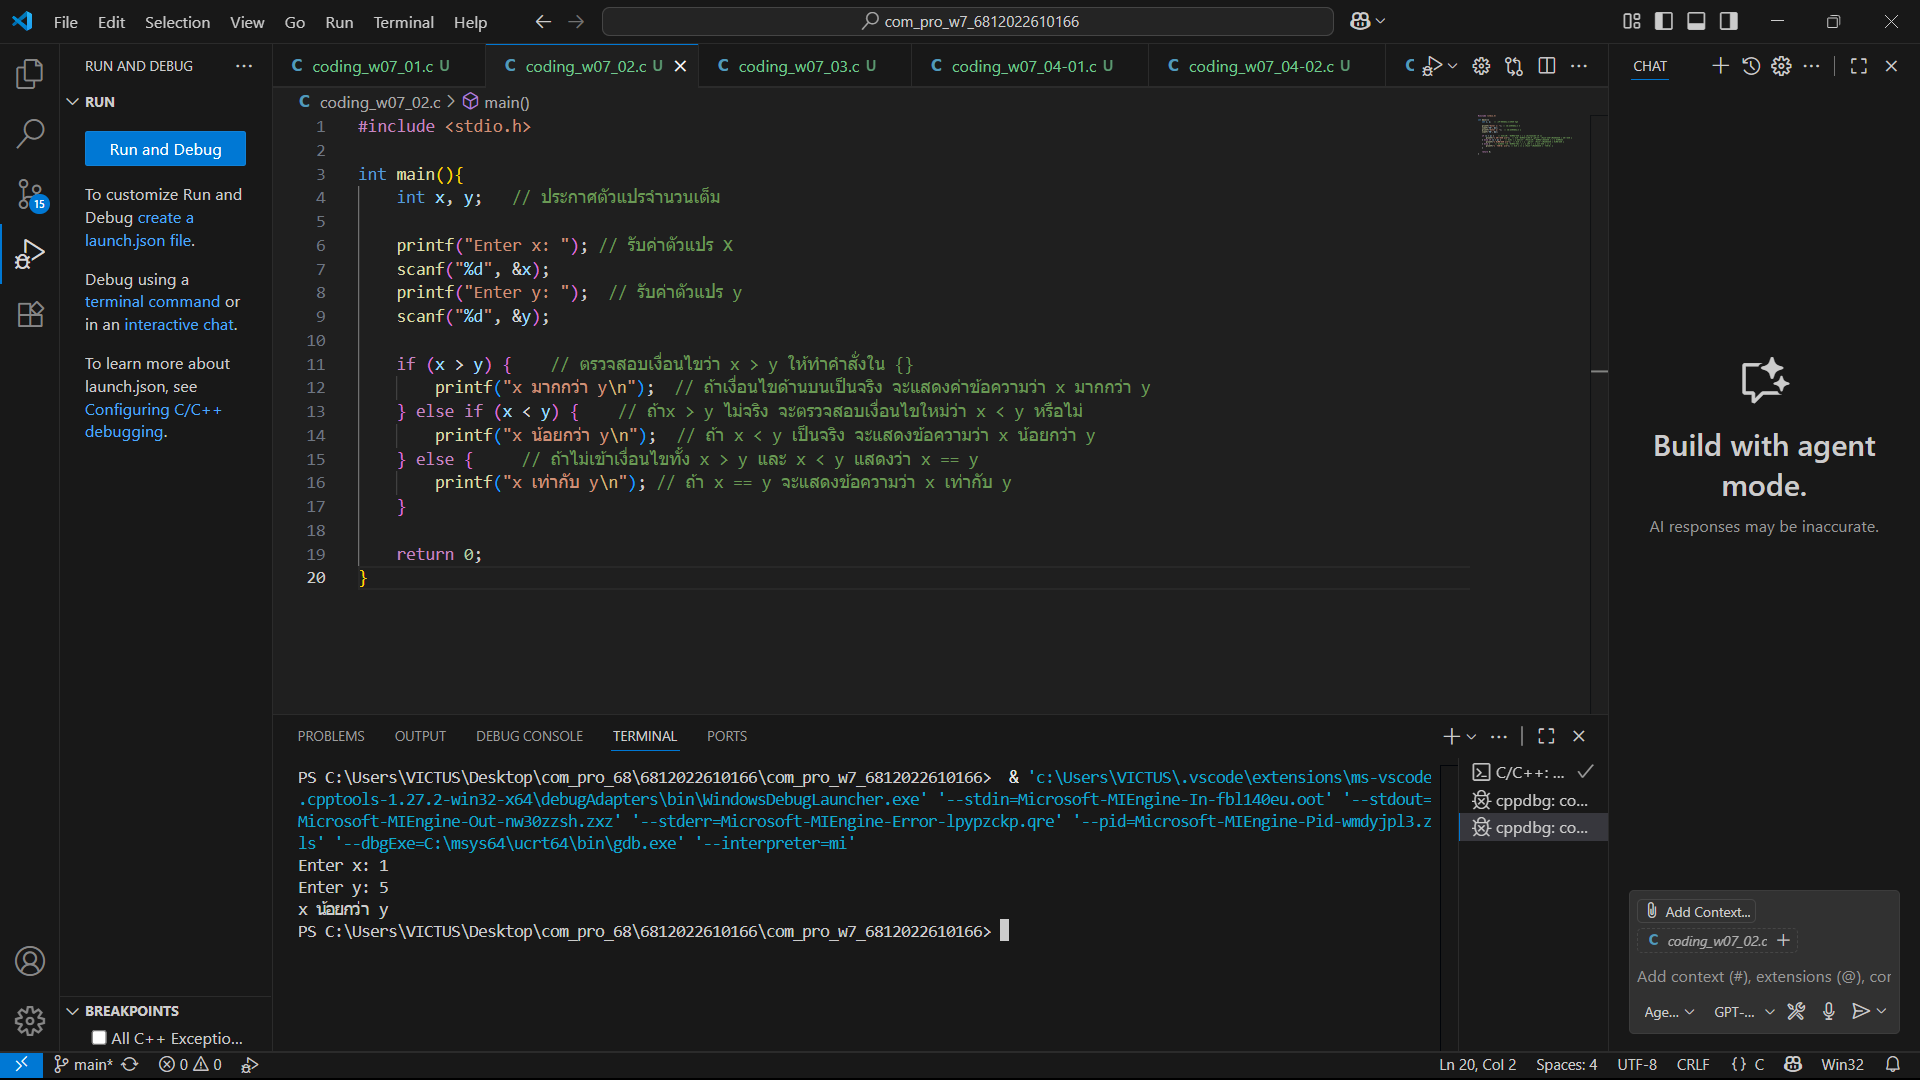 File Edit Selection View Go Run Terminal Help
com_pro_w7_6812022610166
RUN AND DEBUG
RUN
Run and Debug
To customize Run and
Debug create a
launch.json file.
Debug using a
terminal command or
in an interactive chat.
To learn more about
launch.json, see
Configuring C/C++
debugging.
BREAKPOINTS
All C++ Exceptio...
15
C coding_w07_01.c U
C coding_w07_02.c U
C coding_w07_03.c U
C coding_w07_04-01.c U
C coding_w07_04-02.c U
C
C coding_w07_02.c > main()
1 #include <stdio.h>
2
3 int main(){
4 int x, y; // ประกาศตัวแปรจำนวนเต็ม
5
6 printf("Enter x: "); // รับค่าตัวแปร X
7 scanf("%d", &x);
8 printf("Enter y: "); // รับค่าตัวแปร y
9 scanf("%d", &y);
10
11 if (x > y) { // ตรวจสอบเงื่อนไขว่า x > y ให้ทำคำสั่งใน {}
12 printf("x มากกว่า y\n"); // ถ้าเงื่อนไขด้านบนเป็นจริง จะแสดงค่าข้อความว่า x มากกว่า y
13 } else if (x < y) { // ถ้าx > y ไม่จริง จะตรวจสอบเงื่อนไขใหม่ว่า x < y หรือไม่
14 printf("x น้อยกว่า y\n"); // ถ้า x < y เป็นจริง จะแสดงข้อความว่า x น้อยกว่า y
15 } else { // ถ้าไม่เข้าเงื่อนไขทั้ง x > y และ x < y แสดงว่า x == y
16 printf("x เท่ากับ y\n"); // ถ้า x == y จะแสดงข้อความว่า x เท่ากับ y
17 }
18
19 return 0;
20 }
PROBLEMS OUTPUT DEBUG CONSOLE TERMINAL PORTS
PS C:\Users\VICTUS\Desktop\com_pro_68\6812022610166\com_pro_w7_6812022610166> & 'c:\Users\VICTUS\.vscode\extensions\ms-vscode
.cpptools-1.27.2-win32-x64\debugAdapters\bin\WindowsDebugLauncher.exe' '--stdin=Microsoft-MIEngine-In-fbl140eu.oot' '--stdout=
Microsoft-MIEngine-Out-nw30zzsh.zxz' '--stderr=Microsoft-MIEngine-Error-lpypzckp.qre' '--pid=Microsoft-MIEngine-Pid-wmdyjpl3.z
ls' '--dbgExe=C:\msys64\ucrt64\bin\gdb.exe' '--interpreter=mi'
Enter x: 1
Enter y: 5
x น้อยกว่า y
PS C:\Users\VICTUS\Desktop\com_pro_68\6812022610166\com_pro_w7_6812022610166>
C/C++: ...
cppdbg: co...
cppdbg: co...
CHAT
Build with agent
mode.
AI responses may be inaccurate.
Add Context...
C coding_w07_02.c +
Add context (#), extensions (@), cor
Age... GPT-...
main* 0 0
Ln 20, Col 2 Spaces: 4 UTF-8 CRLF {} C Win32